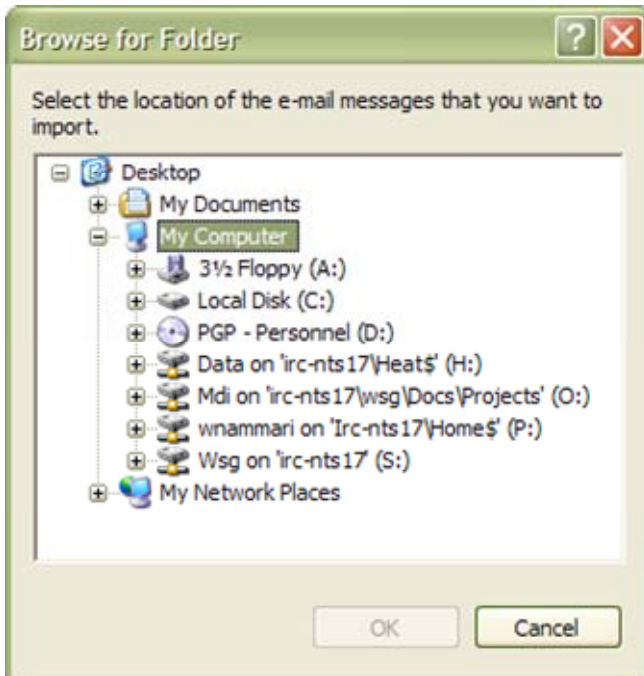 Browse for Folder
Select the location of the e-mail messages that you want to
import.
Desktop
My Documents
My Computer
3½ Floppy (A:)
Local Disk (C:)
PGP - Personnel (D:)
Data on 'irc-nts17\Heat$' (H:)
Mdi on 'irc-nts17\wsg\Docs\Projects' (O:)
wnammari on 'Irc-nts17\Home$' (P:)
Wsg on 'irc-nts17' (S:)
My Network Places
OK Cancel